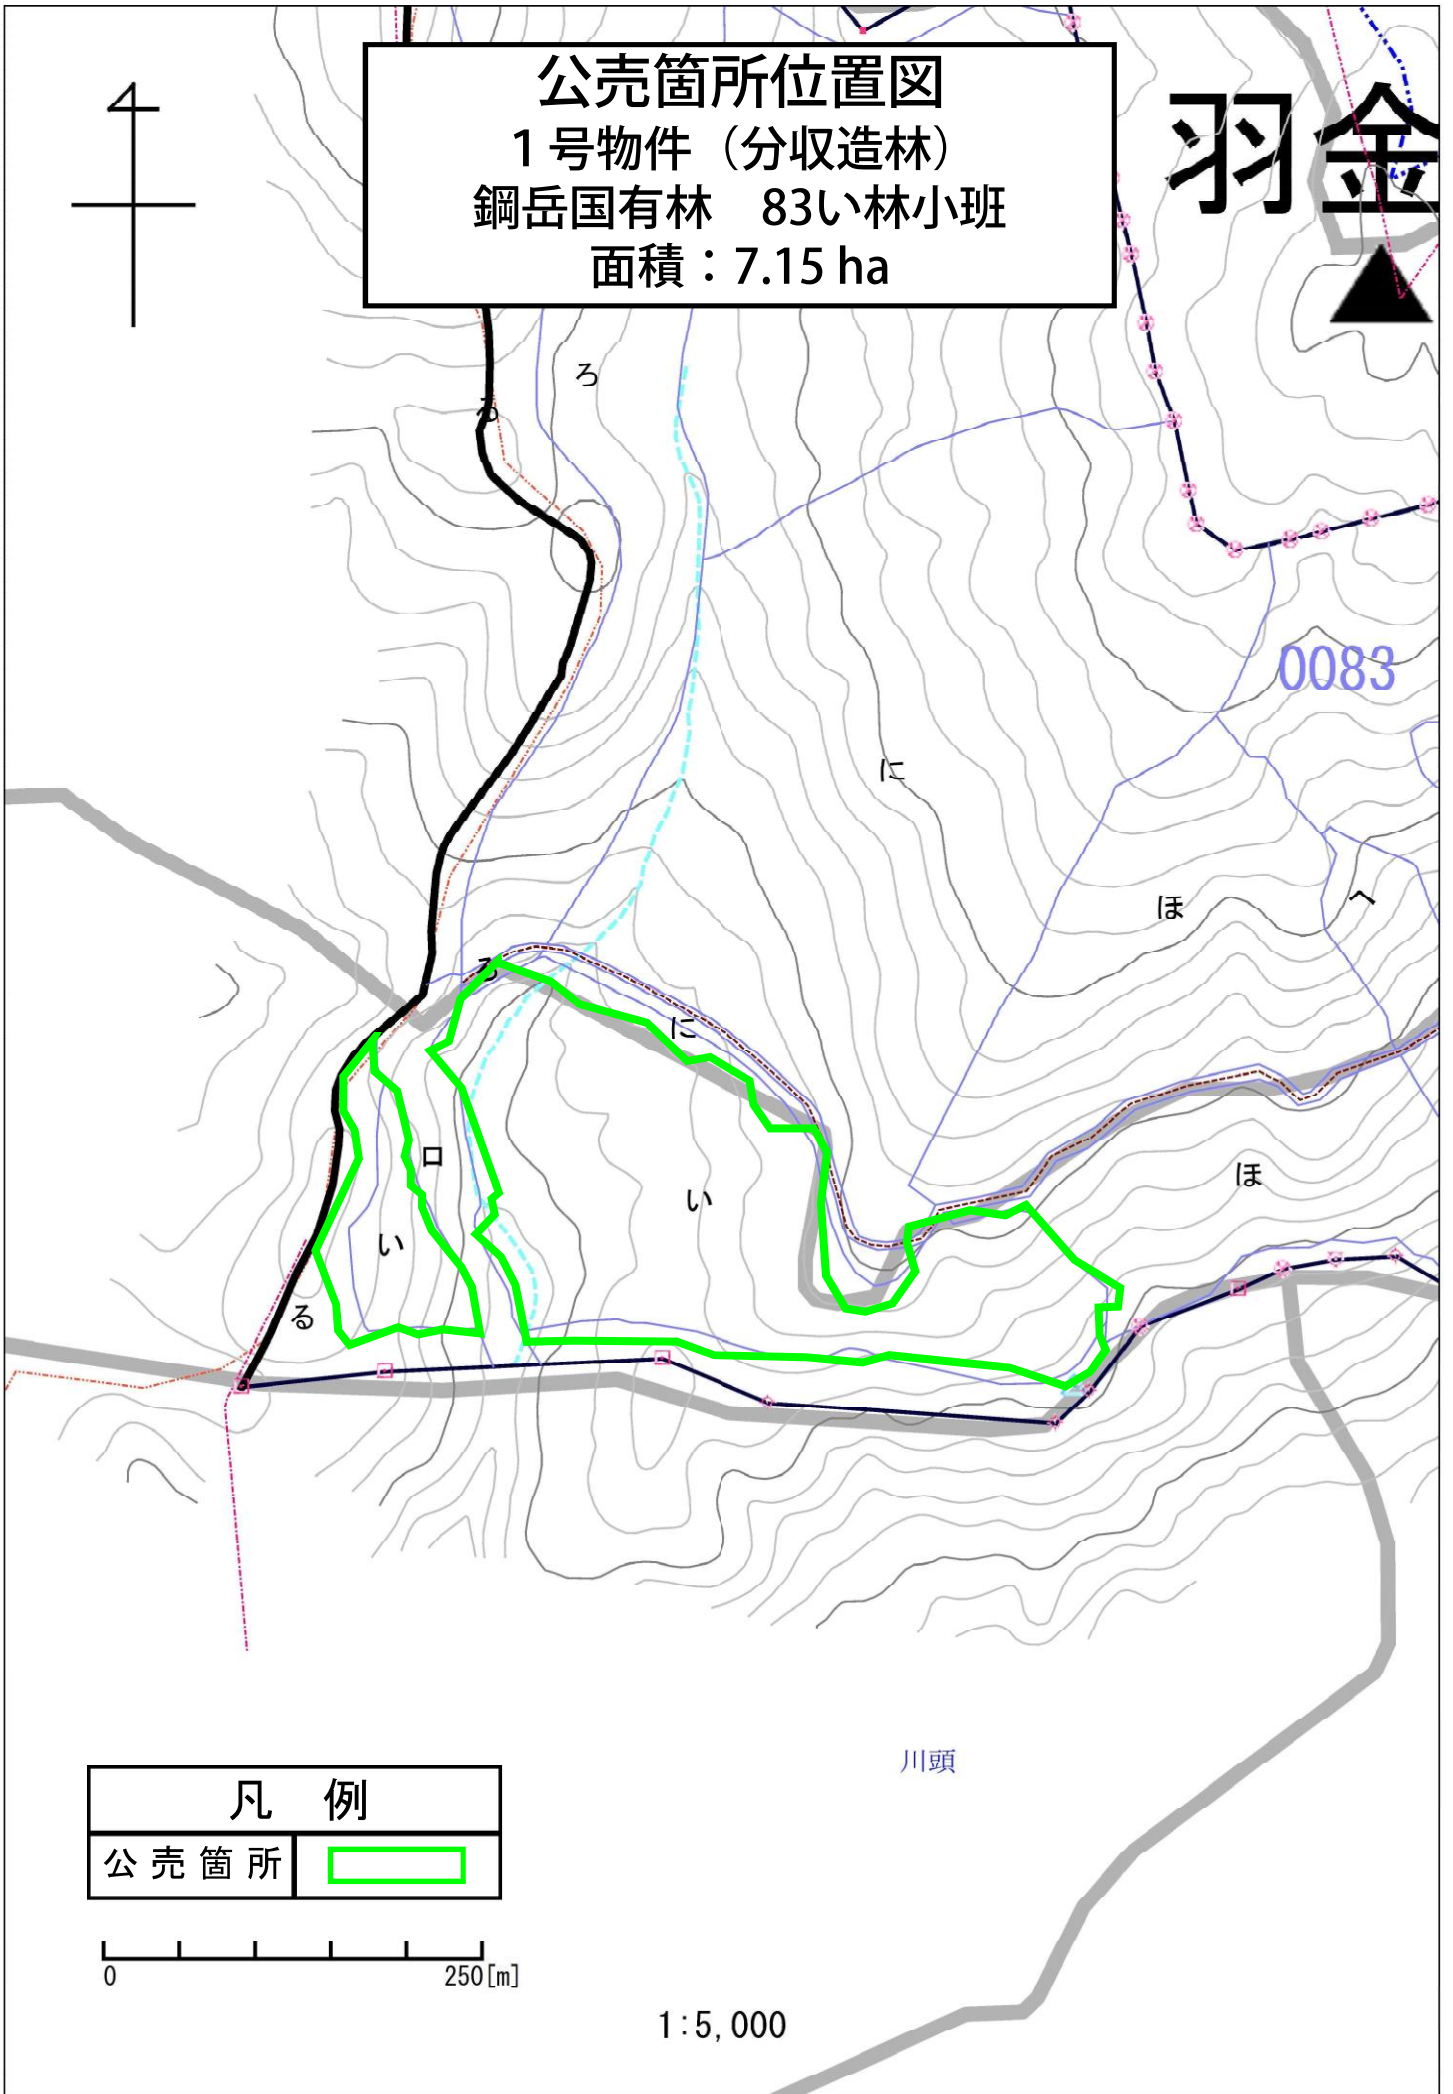 公売箇所位置図
1号物件（分収造林）
鋼岳国有林　83い林小班
面積：7.15 ha
羽金
ろ
る
0083
に
ほ
へ
ろ
に
ロ
い
ほ
い
る
川頭
凡　例
公売箇所
0
250[m]
1:5,000